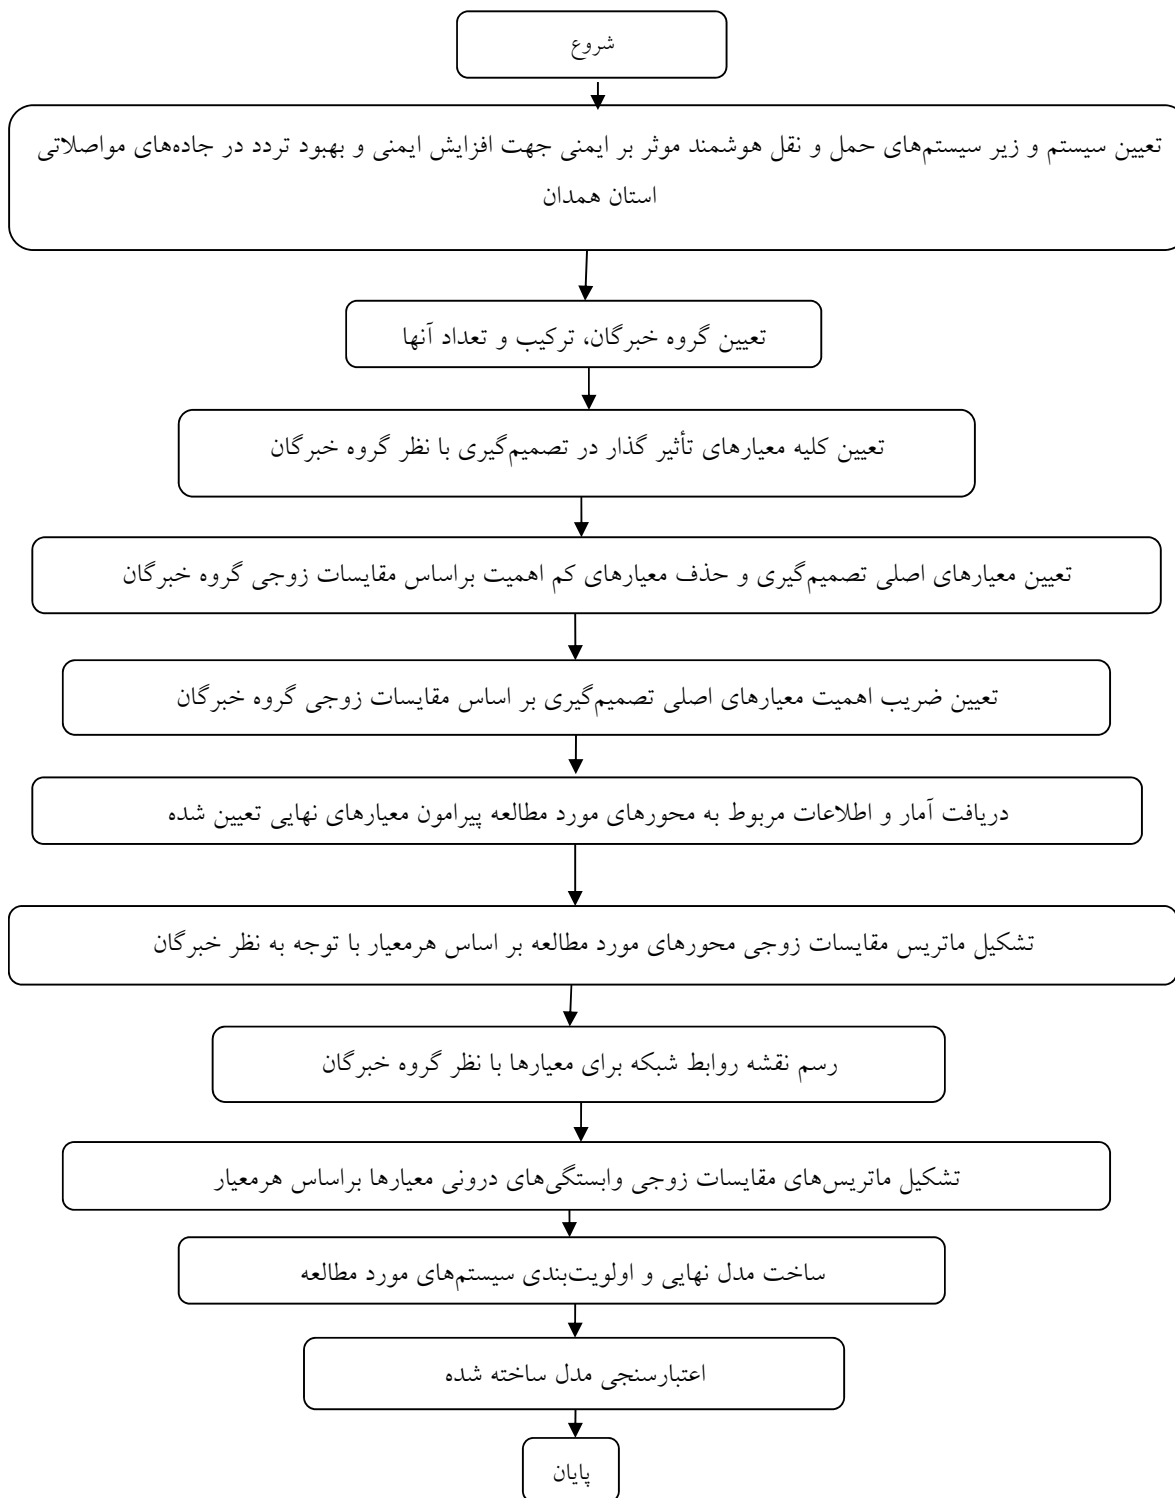 شروع
تعیین سیستم و زیر سیستم‌های حمل و نقل هوشمند موثر بر ایمنی جهت افزایش ایمنی و بهبود تردد در جاده‌های مواصلاتی
استان همدان
تعیین گروه خبرگان، ترکیب و تعداد آنها
تعیین کلیه معیارهای تأثیر گذار در تصمیم‌گیری با نظر گروه خبرگان
تعیین معیارهای اصلی تصمیم‌گیری و حذف معیارهای کم اهمیت براساس مقایسات زوجی گروه خبرگان
تعیین ضریب اهمیت معیارهای اصلی تصمیم‌گیری بر اساس مقایسات زوجی گروه خبرگان
دریافت آمار و اطلاعات مربوط به محورهای مورد مطالعه پیرامون معیارهای نهایی تعیین شده
تشکیل ماتریس مقایسات زوجی محورهای مورد مطالعه بر اساس هرمعیار با توجه به نظر خبرگان
رسم نقشه روابط شبکه برای معیارها با نظر گروه خبرگان
تشکیل ماتریس‌های مقایسات زوجی وابستگی‌های درونی معیارها براساس هرمعیار
ساخت مدل نهایی و اولویت‌بندی سیستم‌های مورد مطالعه
اعتبارسنجی مدل ساخته شده
پایان